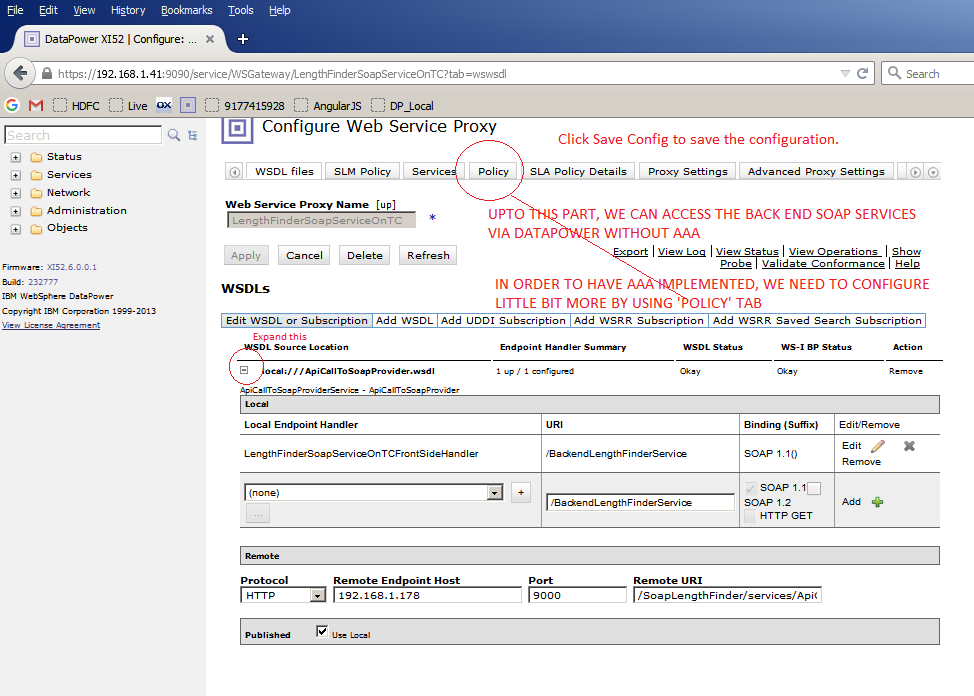 File Edit View History Bookmarks Tools Help
DataPower XI52 | Configure: ...
https://192.168.1.41:9090/service/WSGateway/LengthFinderSoapServiceOnTC?tab=wswsdl
Search
HDFC Live OX 9177415928 AngularJS DP_Local
Search
Status
Services
Network
Administration
Objects
Firmware: XI52.6.0.0.1
Build: 232777
IBM WebSphere DataPower
Copyright IBM Corporation 1999-2013
View License Agreement
Configure Web Service Proxy
Click Save Config to save the configuration.
WSDL files SLM Policy Services Policy SLA Policy Details Proxy Settings Advanced Proxy Settings
Web Service Proxy Name [up]
LengthFinderSoapServiceOnTC *
UPTO THIS PART, WE CAN ACCESS THE BACK END SOAP SERVICES
VIA DATAPOWER WITHOUT AAA
Apply Cancel Delete Refresh
Export | View Log | View Status | View Operations | Show
Probe | Validate Conformance | Help
IN ORDER TO HAVE AAA IMPLEMENTED, WE NEED TO CONFIGURE
LITTLE BIT MORE BY USING 'POLICY' TAB
WSDLs
Edit WSDL or Subscription Add WSDL Add UDDI Subscription Add WSRR Subscription Add WSRR Saved Search Subscription
Expand this
WSDL Source Location Endpoint Handler Summary WSDL Status WS-I BP Status Action
local:///ApiCallToSoapProvider.wsdl 1 up / 1 configured Okay Okay Remove
ApiCallToSoapProviderService - ApiCallToSoapProvider
Local
Local Endpoint Handler URI Binding (Suffix) Edit/Remove
LengthFinderSoapServiceOnTCFrontSideHandler /BackendLengthFinderService SOAP 1.1() Edit
Remove
(none) + /BackendLengthFinderService SOAP 1.1
... SOAP 1.2 Add
HTTP GET
Remote
Protocol Remote Endpoint Host Port Remote URI
HTTP 192.168.1.178 9000 /SoapLengthFinder/services/Api
Published Use Local